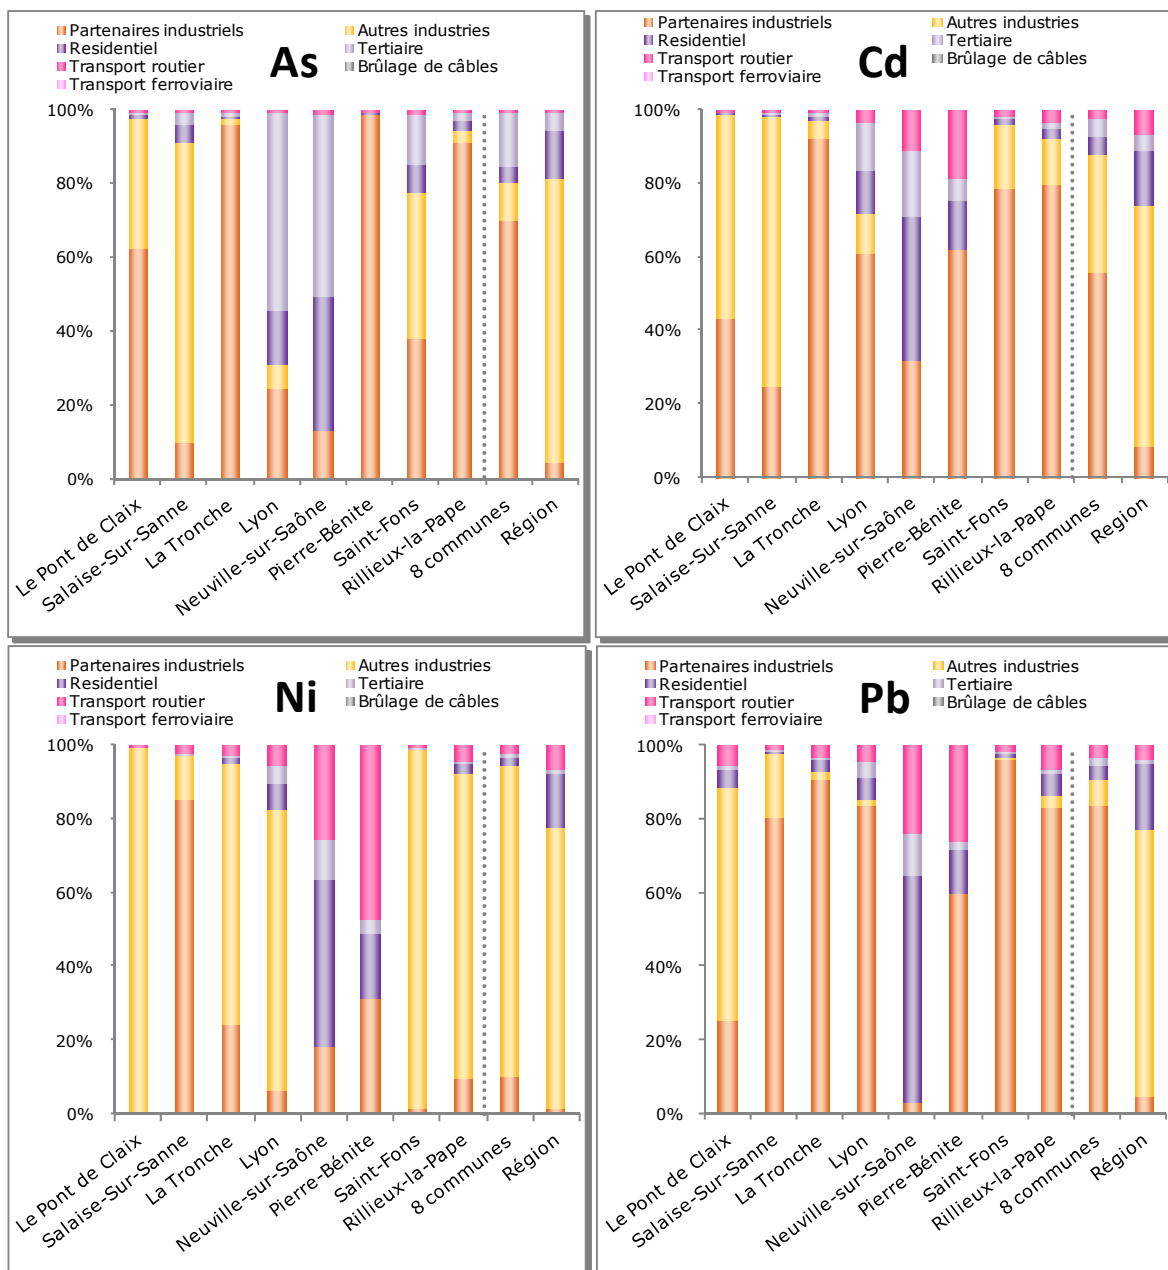 Partenaires industriels
Autres industries
Residentiel
Tertiaire
Transport routier
Brûlage de câbles
Transport ferroviaire
As
100%
80%
60%
40%
20%
0%
Le Pont de Claix
Salaise-Sur-Sanne
La Tronche
Lyon
Neuville-sur-Saône
Pierre-Bénite
Saint-Fons
Rillieux-la-Pape
8 communes
Région
Partenaires industriels
Autres industries
Residentiel
Tertiaire
Transport routier
Brûlage de câbles
Transport ferroviaire
Cd
100%
80%
60%
40%
20%
0%
Le Pont de Claix
Salaise-Sur-Sanne
La Tronche
Lyon
Neuville-sur-Saône
Pierre-Bénite
Saint-Fons
Rillieux-la-Pape
8 communes
Région
Partenaires industriels
Autres industries
Residentiel
Tertiaire
Transport routier
Brûlage de câbles
Transport ferroviaire
Ni
100%
80%
60%
40%
20%
0%
Le Pont de Claix
Salaise-Sur-Sanne
La Tronche
Lyon
Neuville-sur-Saône
Pierre-Bénite
Saint-Fons
Rillieux-la-Pape
8 communes
Région
Partenaires industriels
Autres industries
Residentiel
Tertiaire
Transport routier
Brûlage de câbles
Transport ferroviaire
Pb
100%
80%
60%
40%
20%
0%
Le Pont de Claix
Salaise-Sur-Sanne
La Tronche
Lyon
Neuville-sur-Saône
Pierre-Bénite
Saint-Fons
Rillieux-la-Pape
8 communes
Région